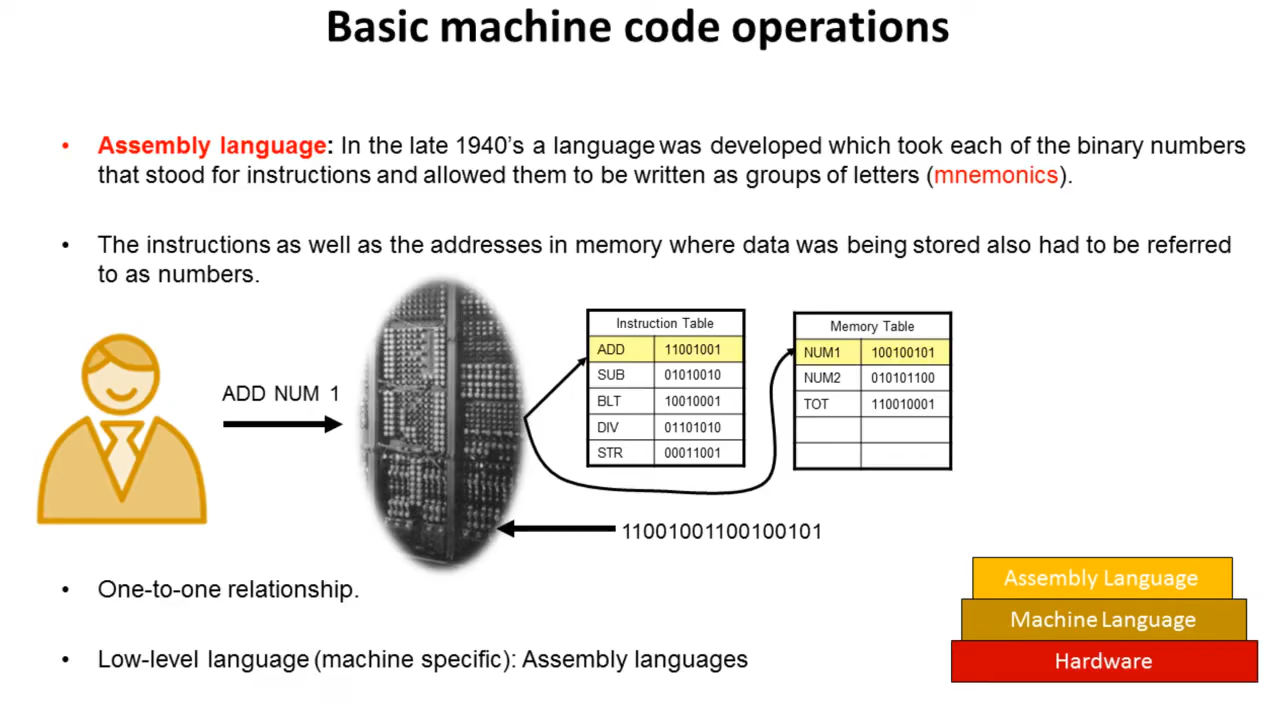 Basic machine code operations
• Assembly language: In the late 1940's a language was developed which took each of the binary numbers
that stood for instructions and allowed them to be written as groups of letters (mnemonics).
• The instructions as well as the addresses in memory where data was being stored also had to be referred
to as numbers.
ADD NUM 1
Instruction Table
ADD 11001001
SUB 01010010
BLT 10010001
DIV 01101010
STR 00011001
Memory Table
NUM1 100100101
NUM2 010101100
TOT 110010001
11001001100100101
• One-to-one relationship.
• Low-level language (machine specific): Assembly languages
Assembly Language
Machine Language
Hardware